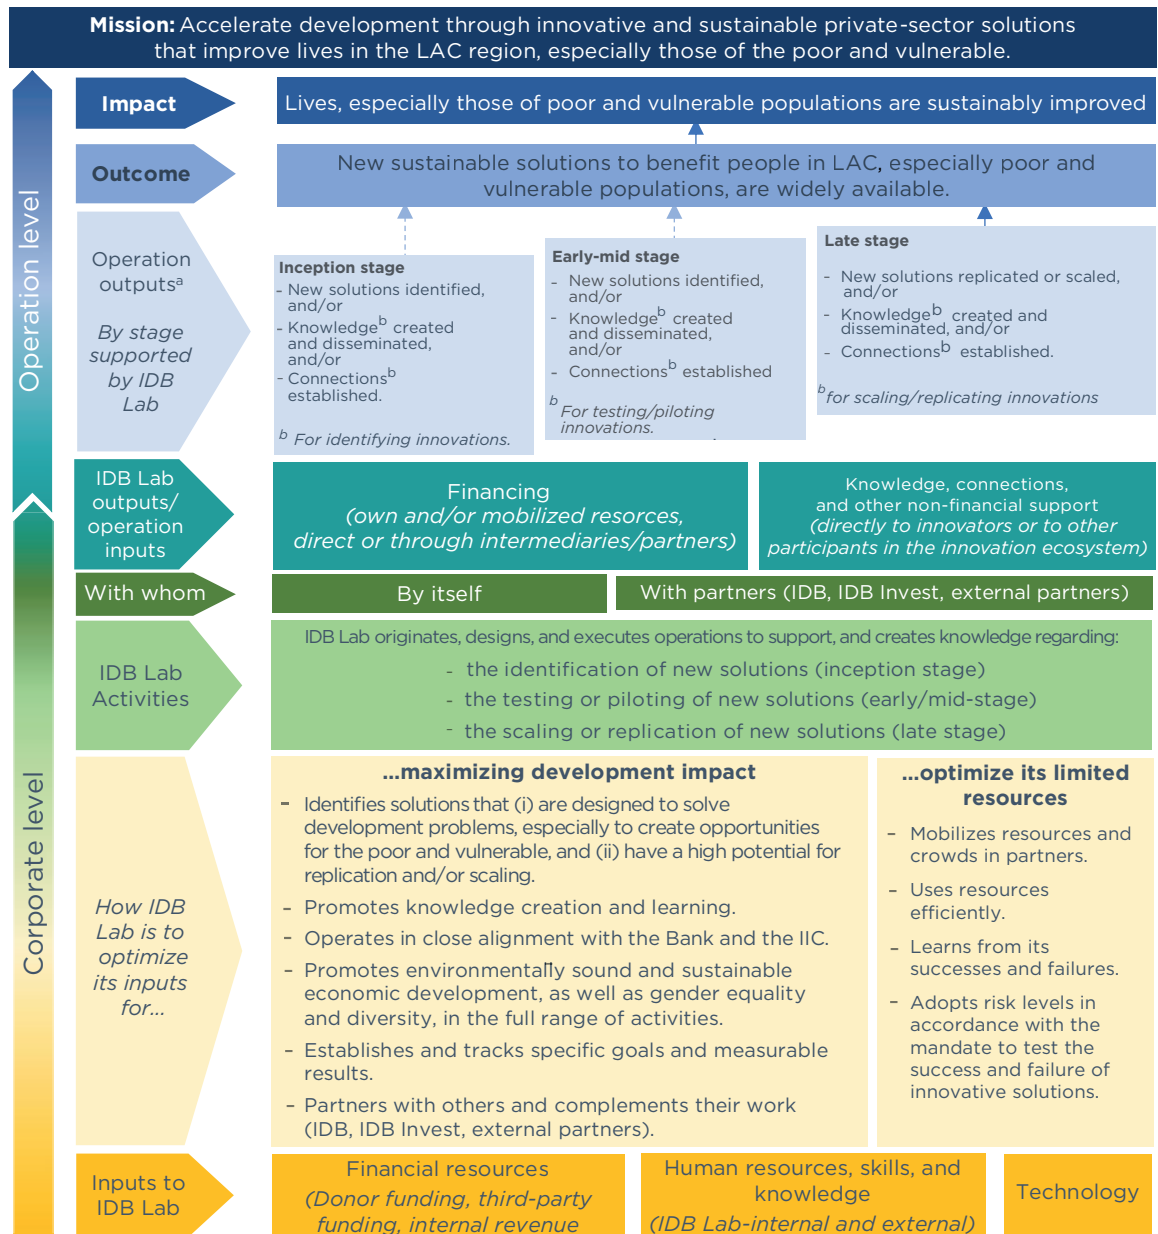 Mission: Accelerate development through innovative and sustainable private-sector solutions
that improve lives in the LAC region, especially those of the poor and vulnerable.
Operation level
Impact
Lives, especially those of poor and vulnerable populations are sustainably improved
Outcome
New sustainable solutions to benefit people in LAC, especially poor and
vulnerable populations, are widely available.
Operation
outputsᵃ
By stage
supported
by IDB
Lab
Inception stage
- New solutions identified,
and/or
- Knowledgeᵇ created
and disseminated,
and/or
- Connectionsᵇ
established.
ᵇ For identifying innovations.
Early-mid stage
- New solutions identified,
and/or
- Knowledgeᵇ created
and disseminated,
and/or
- Connectionsᵇ established
ᵇ For testing/piloting
innovations.
Late stage
- New solutions replicated or scaled,
and/or
- Knowledgeᵇ created and
disseminated, and/or
- Connectionsᵇ established.
ᵇfor scaling/replicating innovations
IDB Lab
outputs/
operation
inputs
Financing
(own and/or mobilized resorces,
direct or through intermediaries/partners)
Knowledge, connections,
and other non-financial support
(directly to innovators or to other
participants in the innovation ecosystem)
Corporate level
With whom
By itself
With partners (IDB, IDB Invest, external partners)
IDB Lab
Activities
IDB Lab originates, designs, and executes operations to support, and creates knowledge regarding:
- the identification of new solutions (inception stage)
- the testing or piloting of new solutions (early/mid-stage)
- the scaling or replication of new solutions (late stage)
How IDB
Lab is to
optimize
its inputs
for...
...maximizing development impact
- Identifies solutions that (i) are designed to solve
development problems, especially to create opportunities
for the poor and vulnerable, and (ii) have a high potential for
replication and/or scaling.
- Promotes knowledge creation and learning.
- Operates in close alignment with the Bank and the IIC.
- Promotes environmentally sound and sustainable
economic development, as well as gender equality
and diversity, in the full range of activities.
- Establishes and tracks specific goals and measurable
results.
- Partners with others and complements their work
(IDB, IDB Invest, external partners).
...optimize its limited
resources
- Mobilizes resources and
crowds in partners.
- Uses resources
efficiently.
- Learns from its
successes and failures.
- Adopts risk levels in
accordance with the
mandate to test the
success and failure of
innovative solutions.
Inputs to
IDB Lab
Financial resources
(Donor funding, third-party
funding, internal revenue
Human resources, skills, and
knowledge
(IDB Lab-internal and external)
Technology